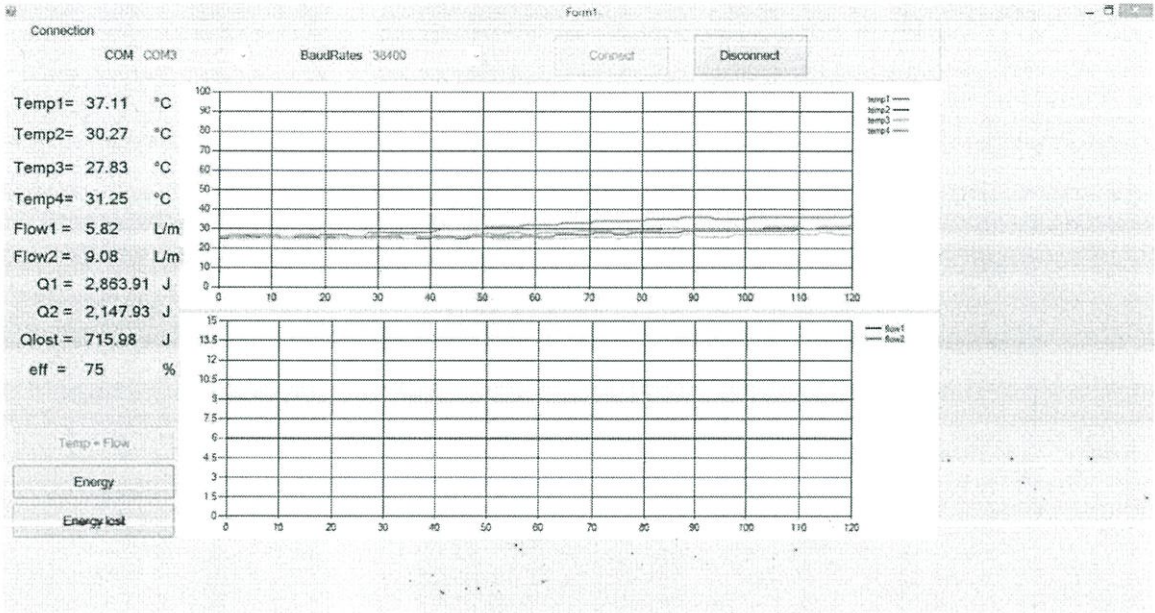 Form1
Connection
COM COM3 BaudRates 38400 Connect Disconnect
Temp1= 37.11 °C
Temp2= 30.27 °C
Temp3= 27.83 °C
Temp4= 31.25 °C
Flow1 = 5.82 L/m
Flow2 = 9.08 L/m
Q1 = 2,863.91 J
Q2 = 2,147.93 J
Qlost = 715.98 J
eff = 75 %
Temp + Flow
Energy
Energy lost
100
90
80
70
60
50
40
30
20
10
0
0 10 20 30 40 50 60 70 80 90 100 110 120
temp1
temp2
temp3
temp4
15
13.5
12
10.5
9
7.5
6
4.5
3
1.5
0
0 10 20 30 40 50 60 70 80 90 100 110 120
flow1
flow2